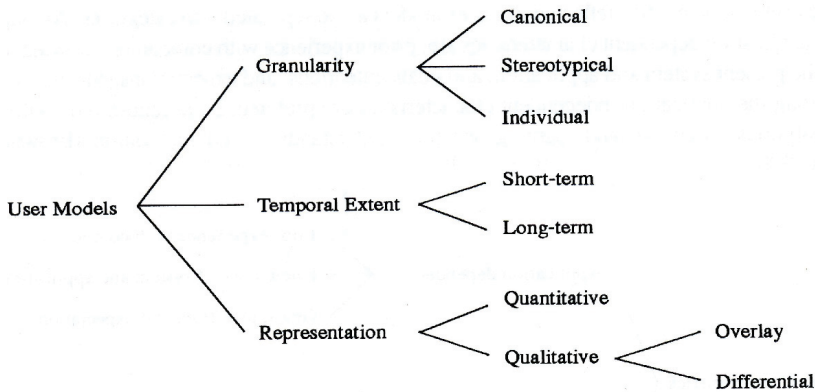 Canonical
Granularity
Stereotypical
Individual
Short-term
User Models
Temporal Extent
Long-term
Quantitative
Representation
Overlay
Qualitative
Differential